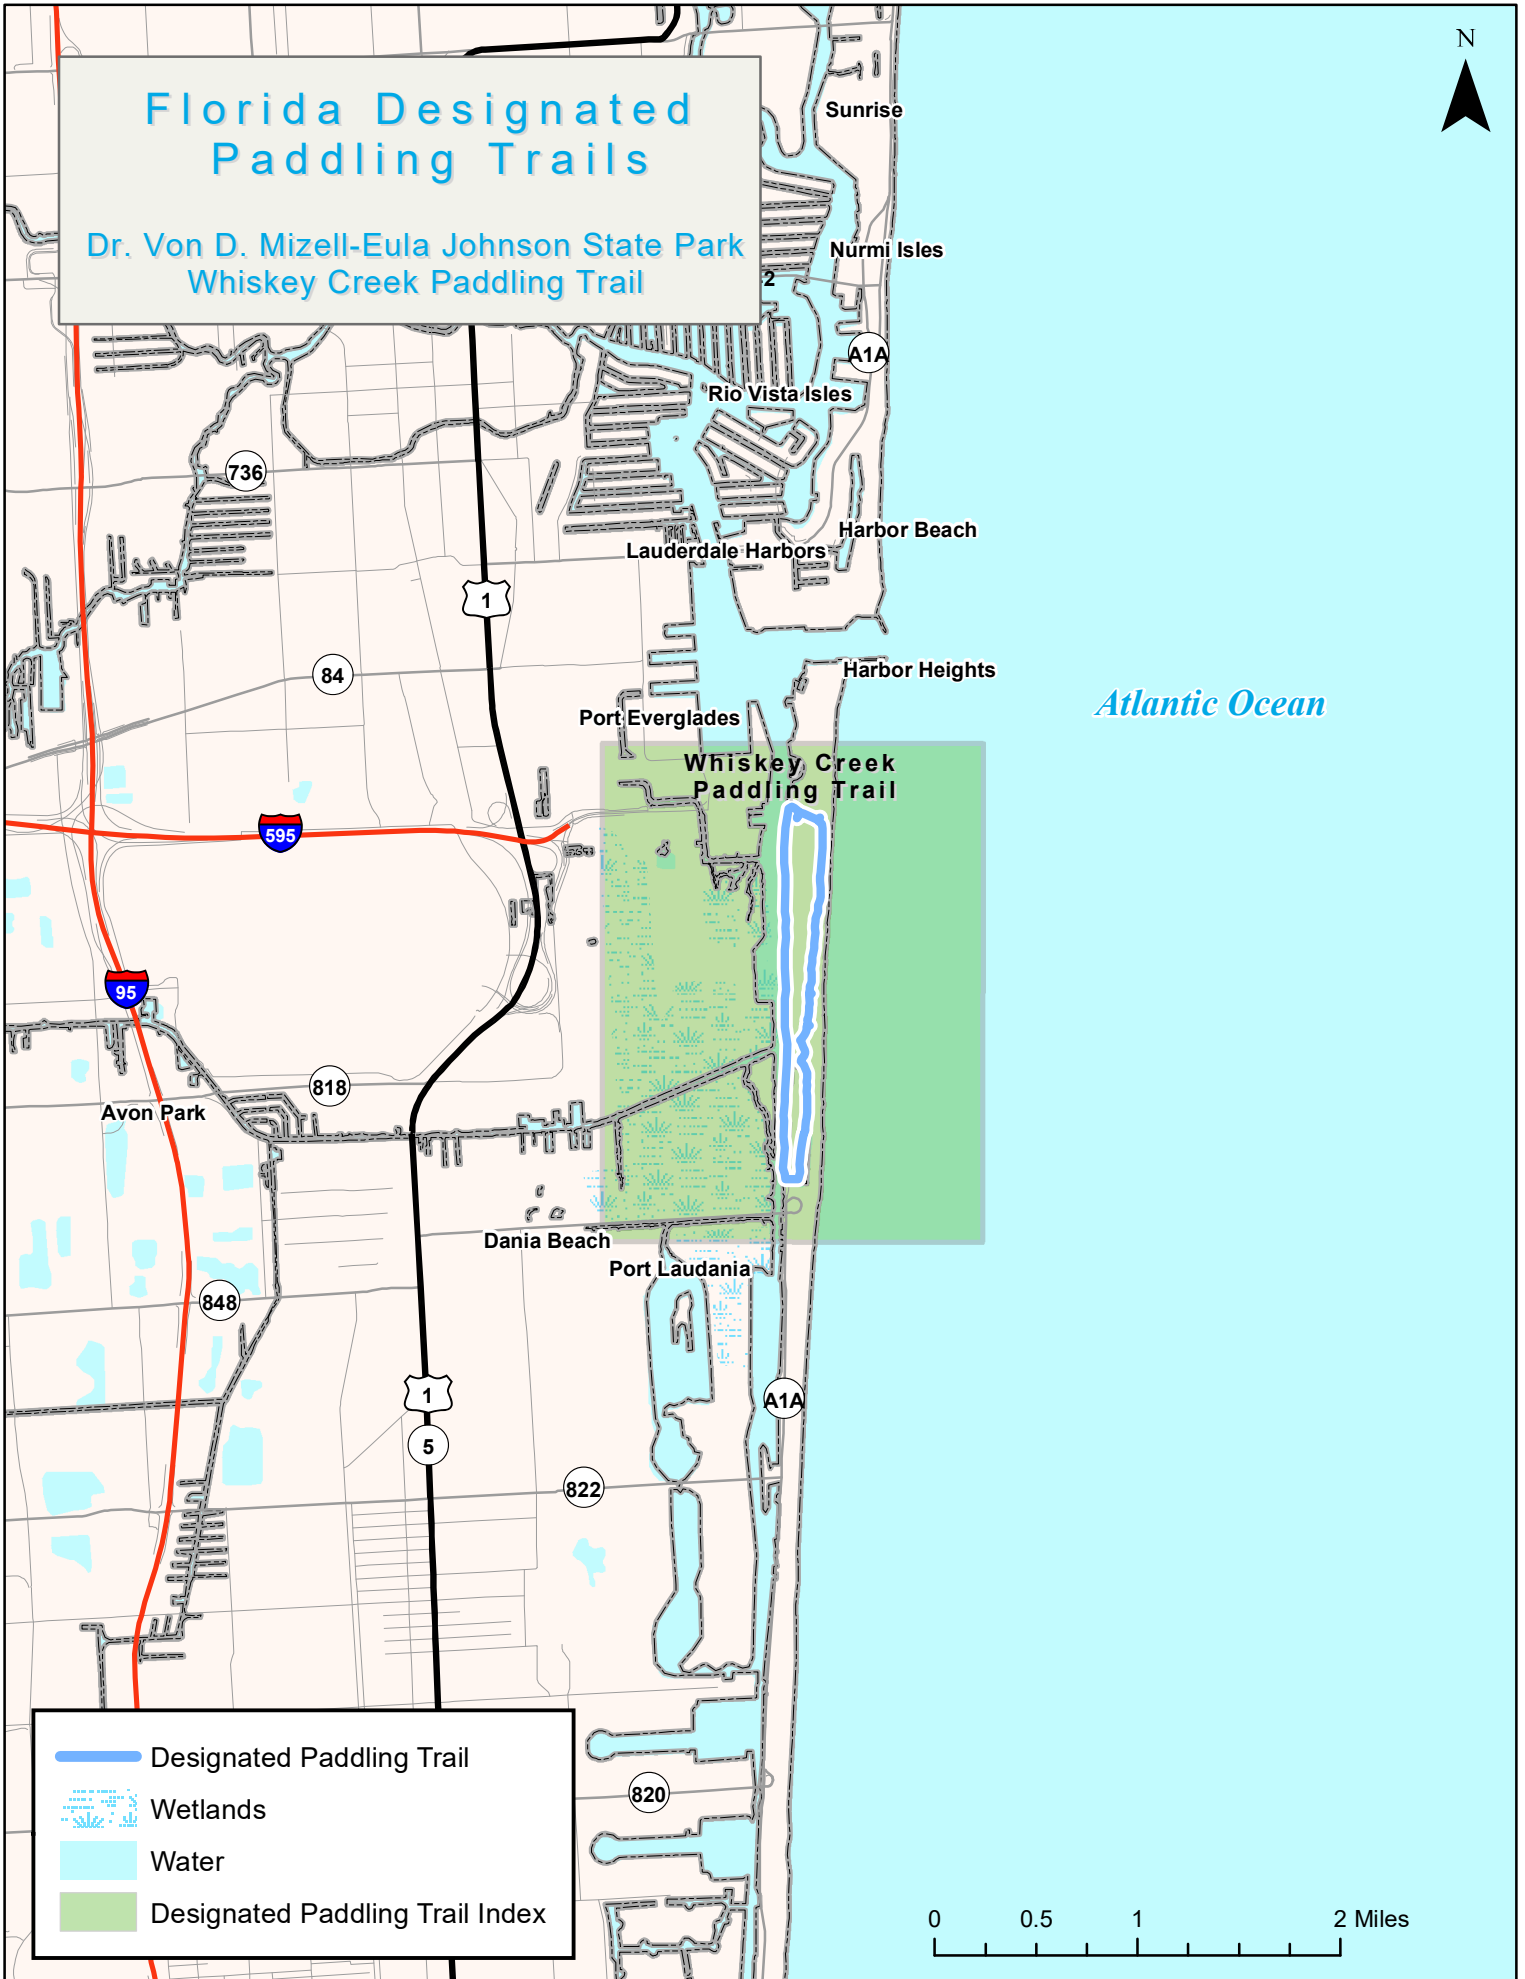 N
Florida Designated
Paddling Trails
Dr. Von D. Mizell-Eula Johnson State Park
Whiskey Creek Paddling Trail
Sunrise
Nurmi Isles
2
A1A
Rio Vista Isles
736
Harbor Beach
Lauderdale Harbors
1
84
Harbor Heights
Atlantic Ocean
Port Everglades
Whiskey Creek
Paddling Trail
595
95
818
Avon Park
Dania Beach
Port Laudania
848
1
A1A
5
822
820
Designated Paddling Trail
Wetlands
Water
Designated Paddling Trail Index
0 0.5 1 2 Miles